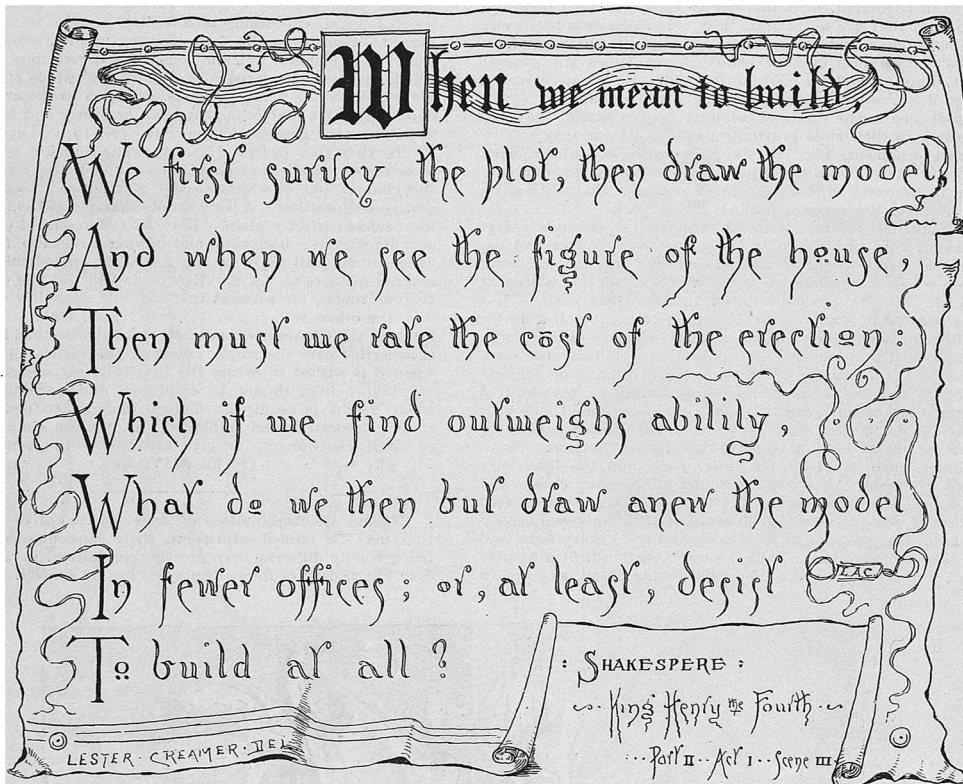 When we mean to build,
We first survey the plot, then draw the model,
And when we see the figure of the house,
Then must we rate the cost of the erection:
Which if we find outweighs ability,
What do we then but draw anew the model
In fewer offices; or, at least, desist
To build at all?
L.A.C.
: SHAKESPERE :
King Henry the Fourth
Part II Act I Scene III
LESTER · CREAMER · DEL